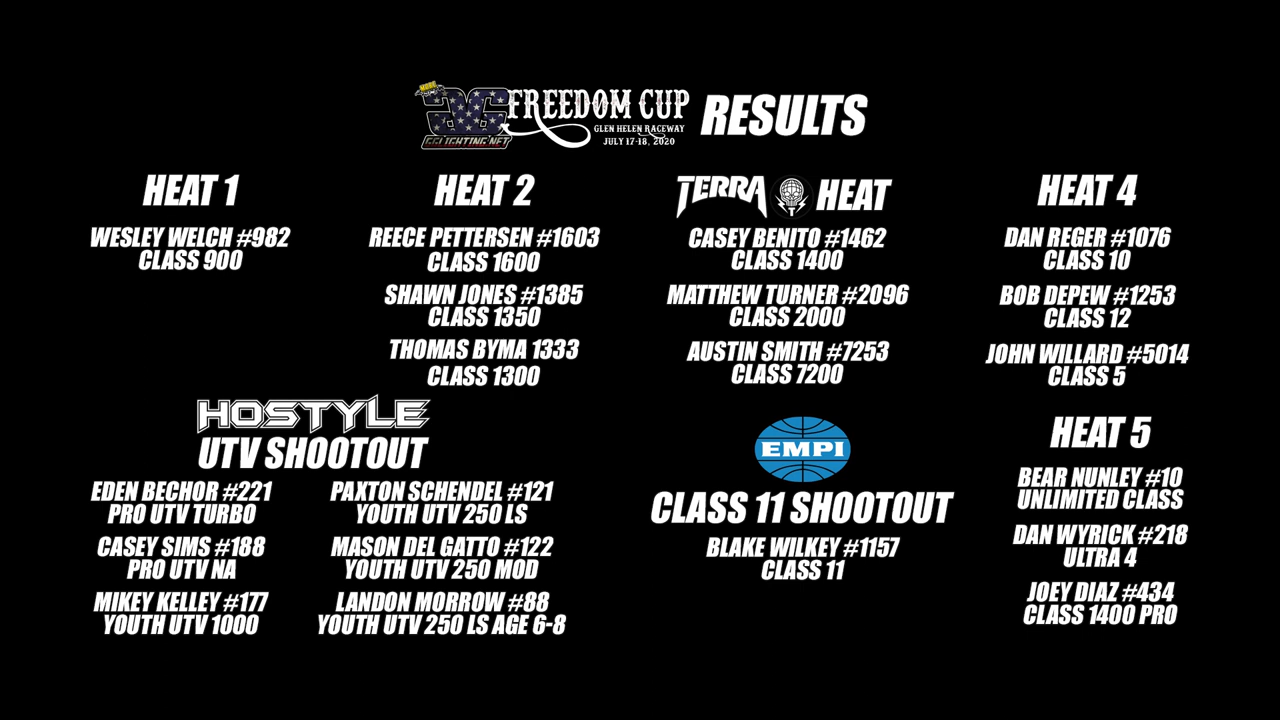 MORE
GG
GGLIGHTING.NET
FREEDOM CUP
GLEN HELEN RACEWAY
JULY 17-18, 2020
RESULTS
HEAT 1
WESLEY WELCH #982
CLASS 900
HEAT 2
REECE PETTERSEN #1603
CLASS 1600
SHAWN JONES #1385
CLASS 1350
THOMAS BYMA 1333
CLASS 1300
TERRA HEAT
CASEY BENITO #1462
CLASS 1400
MATTHEW TURNER #2096
CLASS 2000
AUSTIN SMITH #7253
CLASS 7200
HEAT 4
DAN REGER #1076
CLASS 10
BOB DEPEW #1253
CLASS 12
JOHN WILLARD #5014
CLASS 5
HOSTYLE
UTV SHOOTOUT
EDEN BECHOR #221
PRO UTV TURBO
CASEY SIMS #188
PRO UTV NA
MIKEY KELLEY #177
YOUTH UTV 1000
PAXTON SCHENDEL #121
YOUTH UTV 250 LS
MASON DEL GATTO #122
YOUTH UTV 250 MOD
LANDON MORROW #88
YOUTH UTV 250 LS AGE 6-8
EMPI
CLASS 11 SHOOTOUT
BLAKE WILKEY #1157
CLASS 11
HEAT 5
BEAR NUNLEY #10
UNLIMITED CLASS
DAN WYRICK #218
ULTRA 4
JOEY DIAZ #434
CLASS 1400 PRO